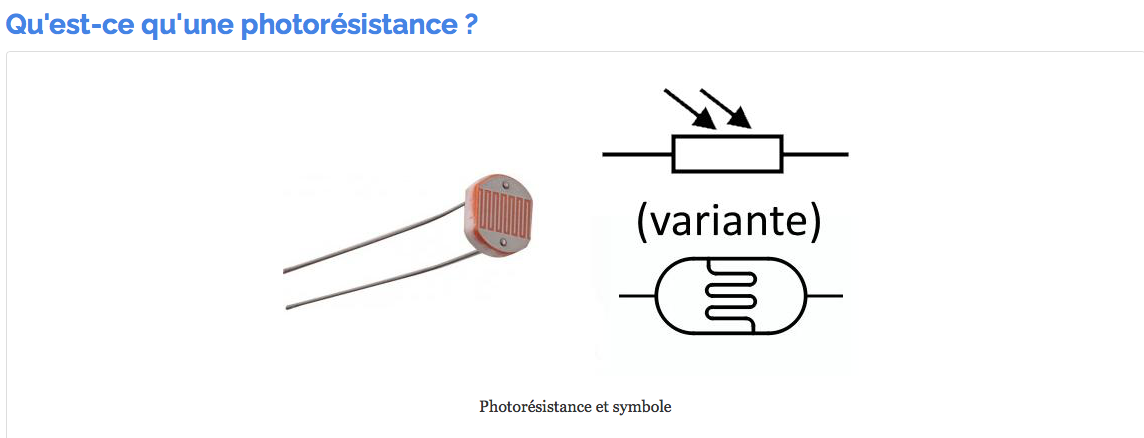 Qu'est-ce qu'une photorésistance ?
(variante)
Photorésistance et symbole